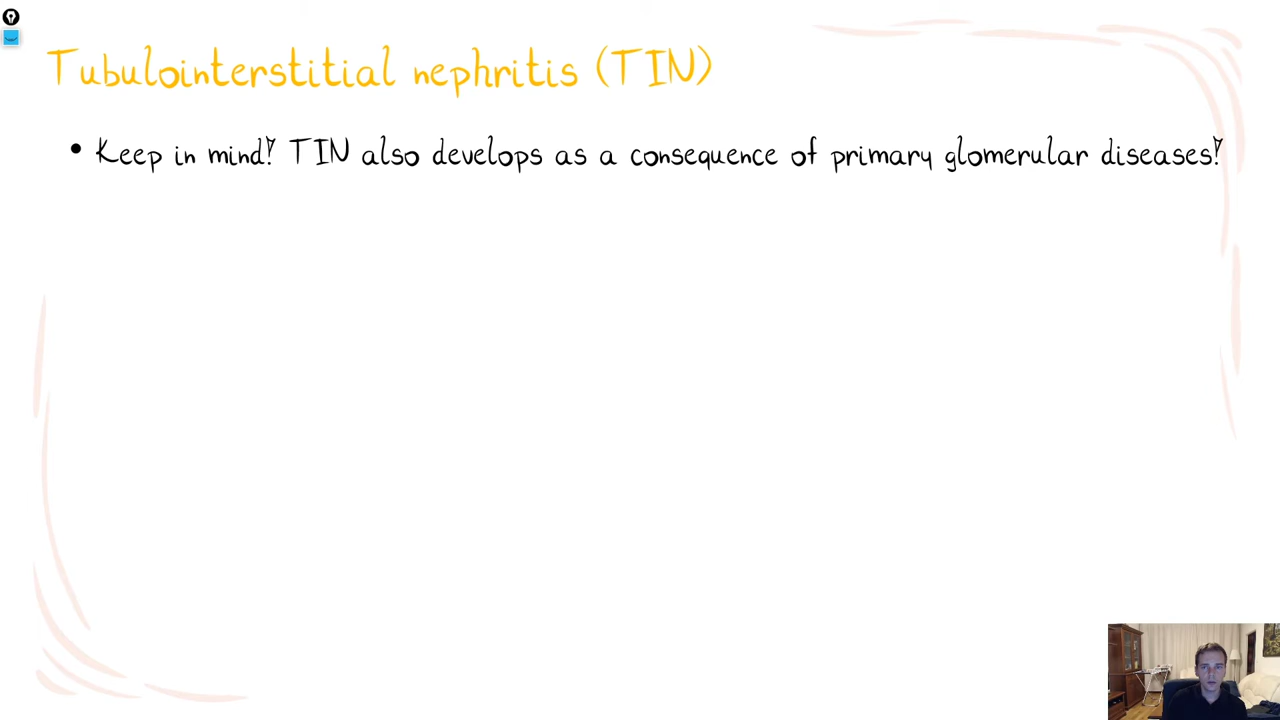 Tubulointerstitial nephritis (TIN)
• Keep in mind! TIN also develops as a consequence of primary glomerular diseases!